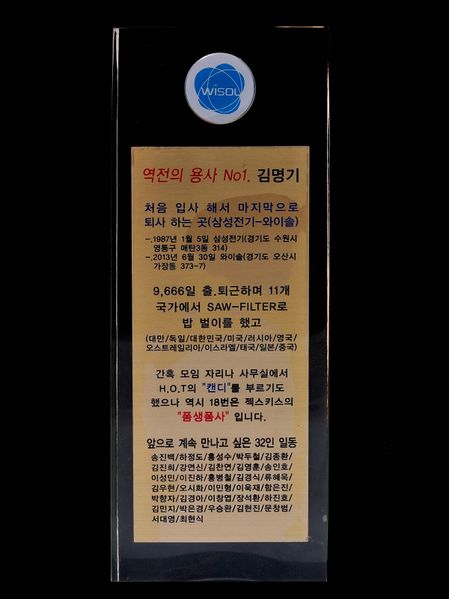 WiSOL
역전의 용사 No1. 김명기
처음 입사 해서 마지막으로
퇴사 하는 곳(삼성전기-와이솔)
-.1987년 1월 5일 삼성전기(경기도 수원시
영통구 매탄3동 314)
-.2013년 6월 30일 와이솔(경기도 오산시
가장동 373-7)
9,666일 출.퇴근하며 11개
국가에서 SAW-FILTER로
밥 벌이를 했고
(대만/독일/대한민국/미국/러시아/영국/
오스트레일리아/이스라엘/태국/일본/중국)
간혹 모임 자리나 사무실에서
H.O.T의 "캔디"를 부르기도
했으나 역시 18번은 젝스키스의
"폼생폼사" 입니다.
앞으로 계속 만나고 싶은 32인 일동
송진백/하정도/홍성수/박두철/김종환/
김진희/강연신/김찬연/김영훈/송인호/
이성민/이진하/홍병철/김경식/류혜옥/
김우현/오시화/이민형/이욱재/함은진/
박향자/김경아/이창엽/장석환/하진호/
김민지/박은경/우승완/김현진/문창범/
서대영/최현식